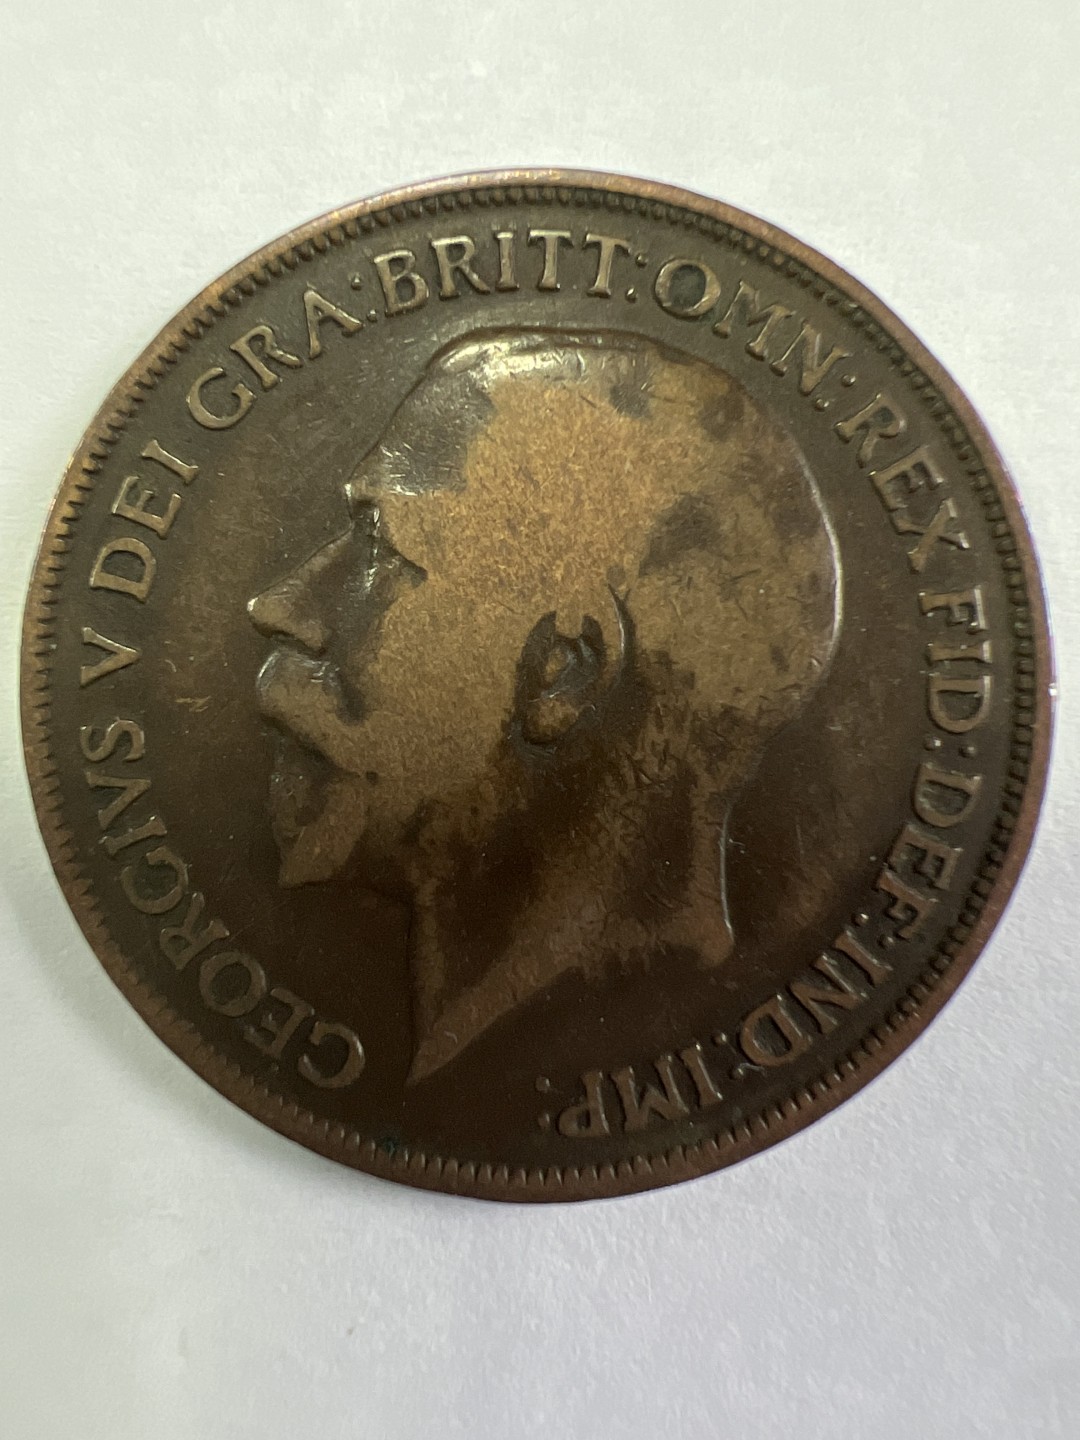 GEORGIVS V DEI GRA:BRITT:OMN:REX FID:DEF:IND:IMP: